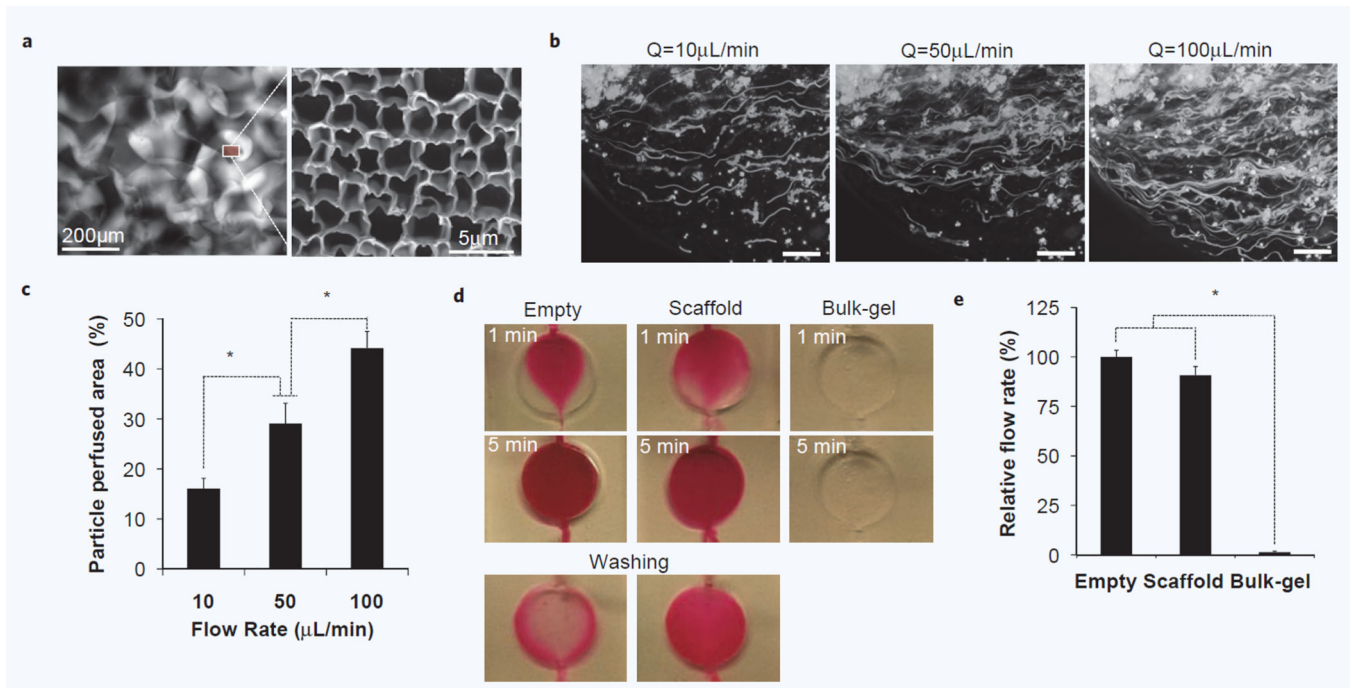 a
200μm
5μm
b
Q=10μL/min
Q=50μL/min
Q=100μL/min
c
Particle perfused area (%)
50
40
30
20
10
0
*
*
10
50
100
Flow Rate (μL/min)
d
Empty
Scaffold
Bulk-gel
1 min
1 min
1 min
5 min
5 min
5 min
Washing
e
Relative flow rate (%)
125
100
75
50
25
0
*
Empty Scaffold Bulk-gel